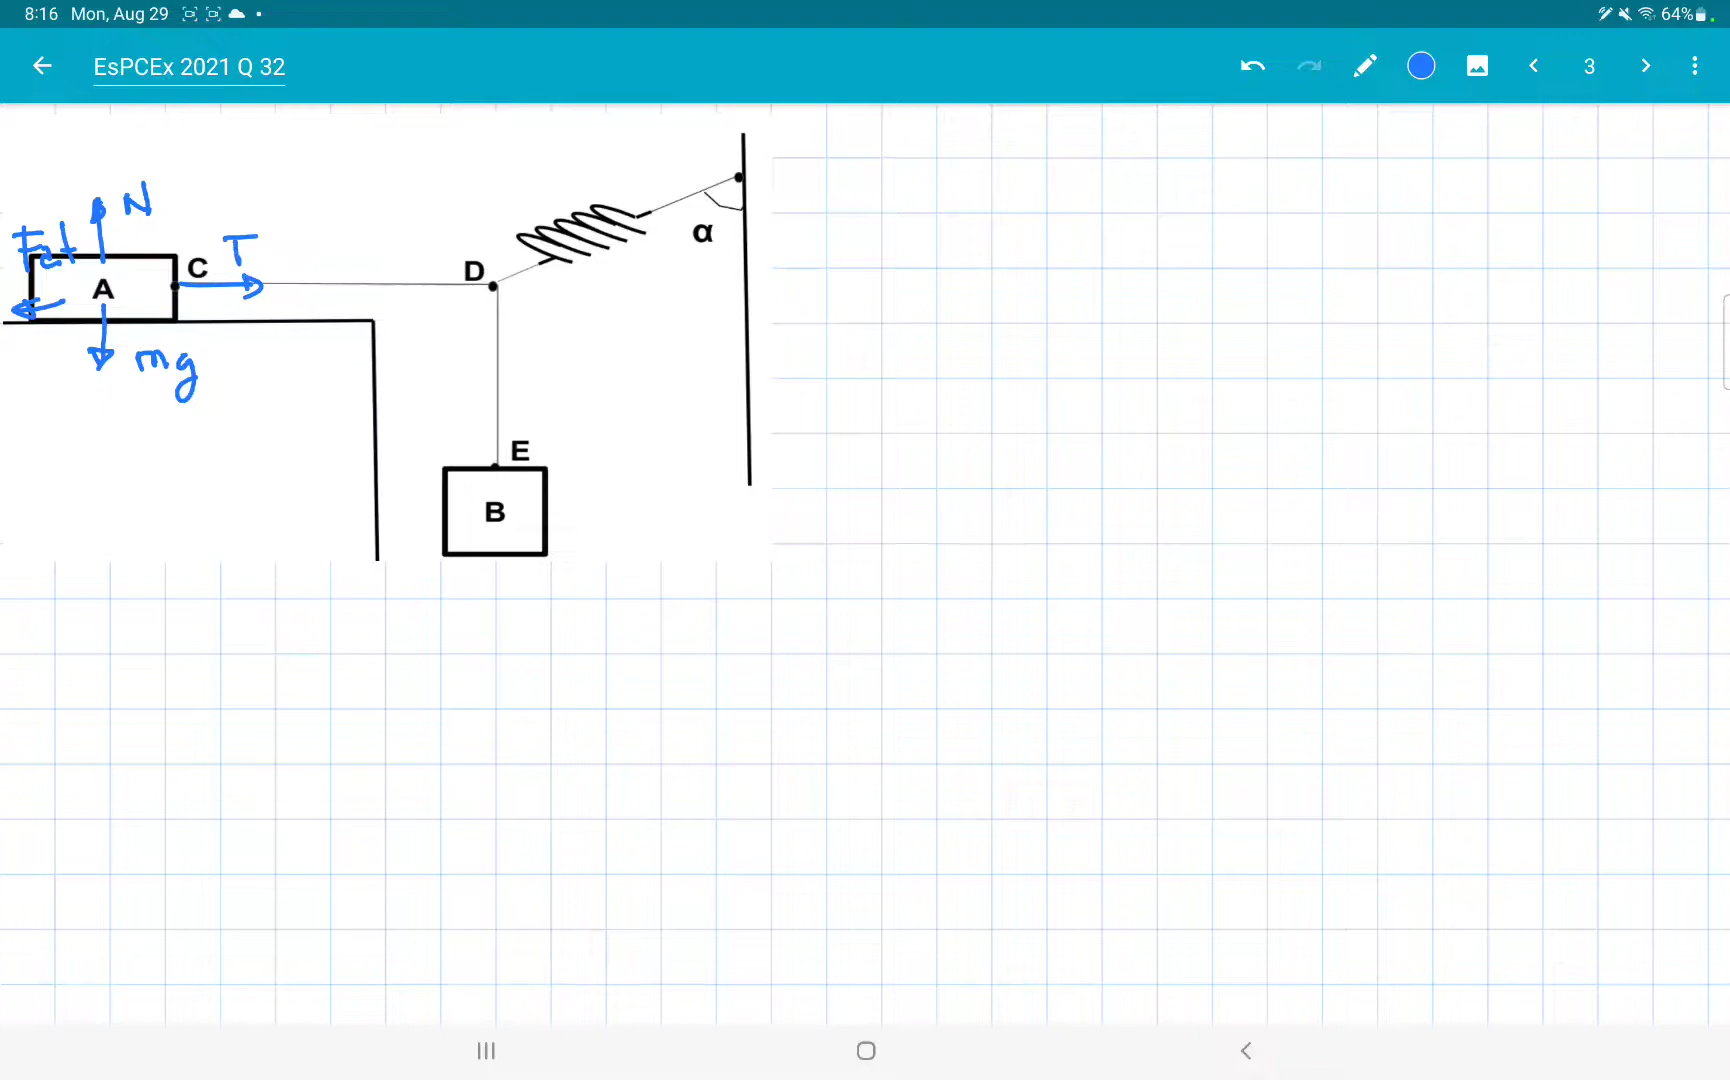 8:16 Mon, Aug 29 64%
EsPCEx 2021 Q 32 3
N
Fat
T
C
A
mg
D
α
E
B